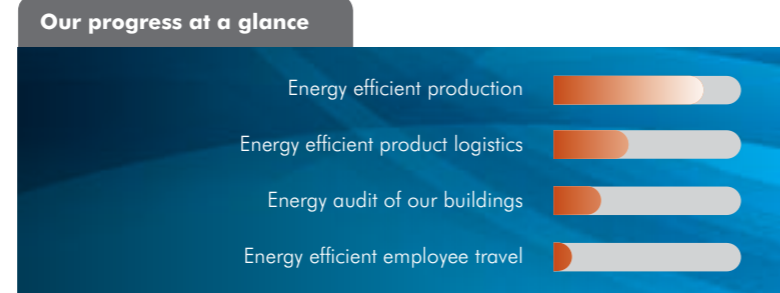 Our progress at a glance
Energy efficient production
Energy efficient product logistics
Energy audit of our buildings
Energy efficient employee travel